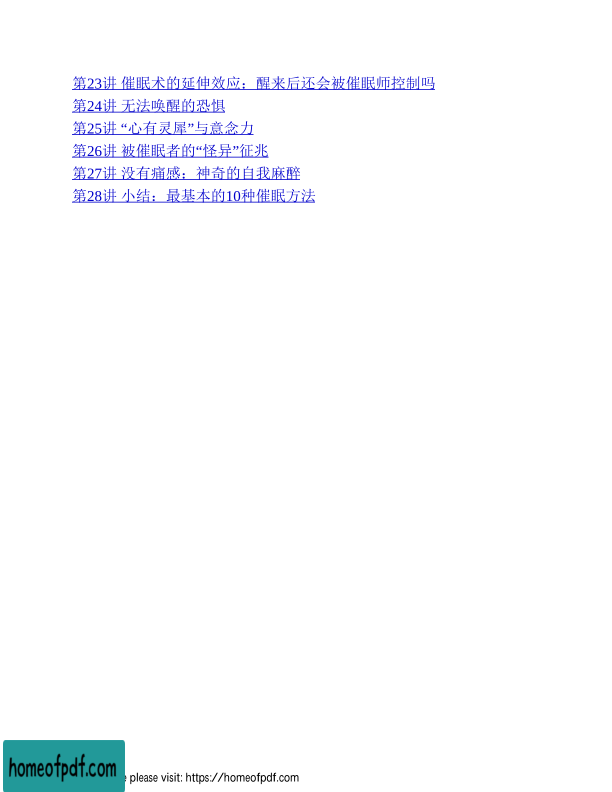 第23讲 催眠术的延伸效应：醒来后还会被催眠师控制吗
第24讲 无法唤醒的恐惧
第25讲 “心有灵犀”与意念力
第26讲 被催眠者的“怪异”征兆
第27讲 没有痛感：神奇的自我麻醉
第28讲 小结：最基本的10种催眠方法
homeofpdf.com
please visit: https://homeofpdf.com